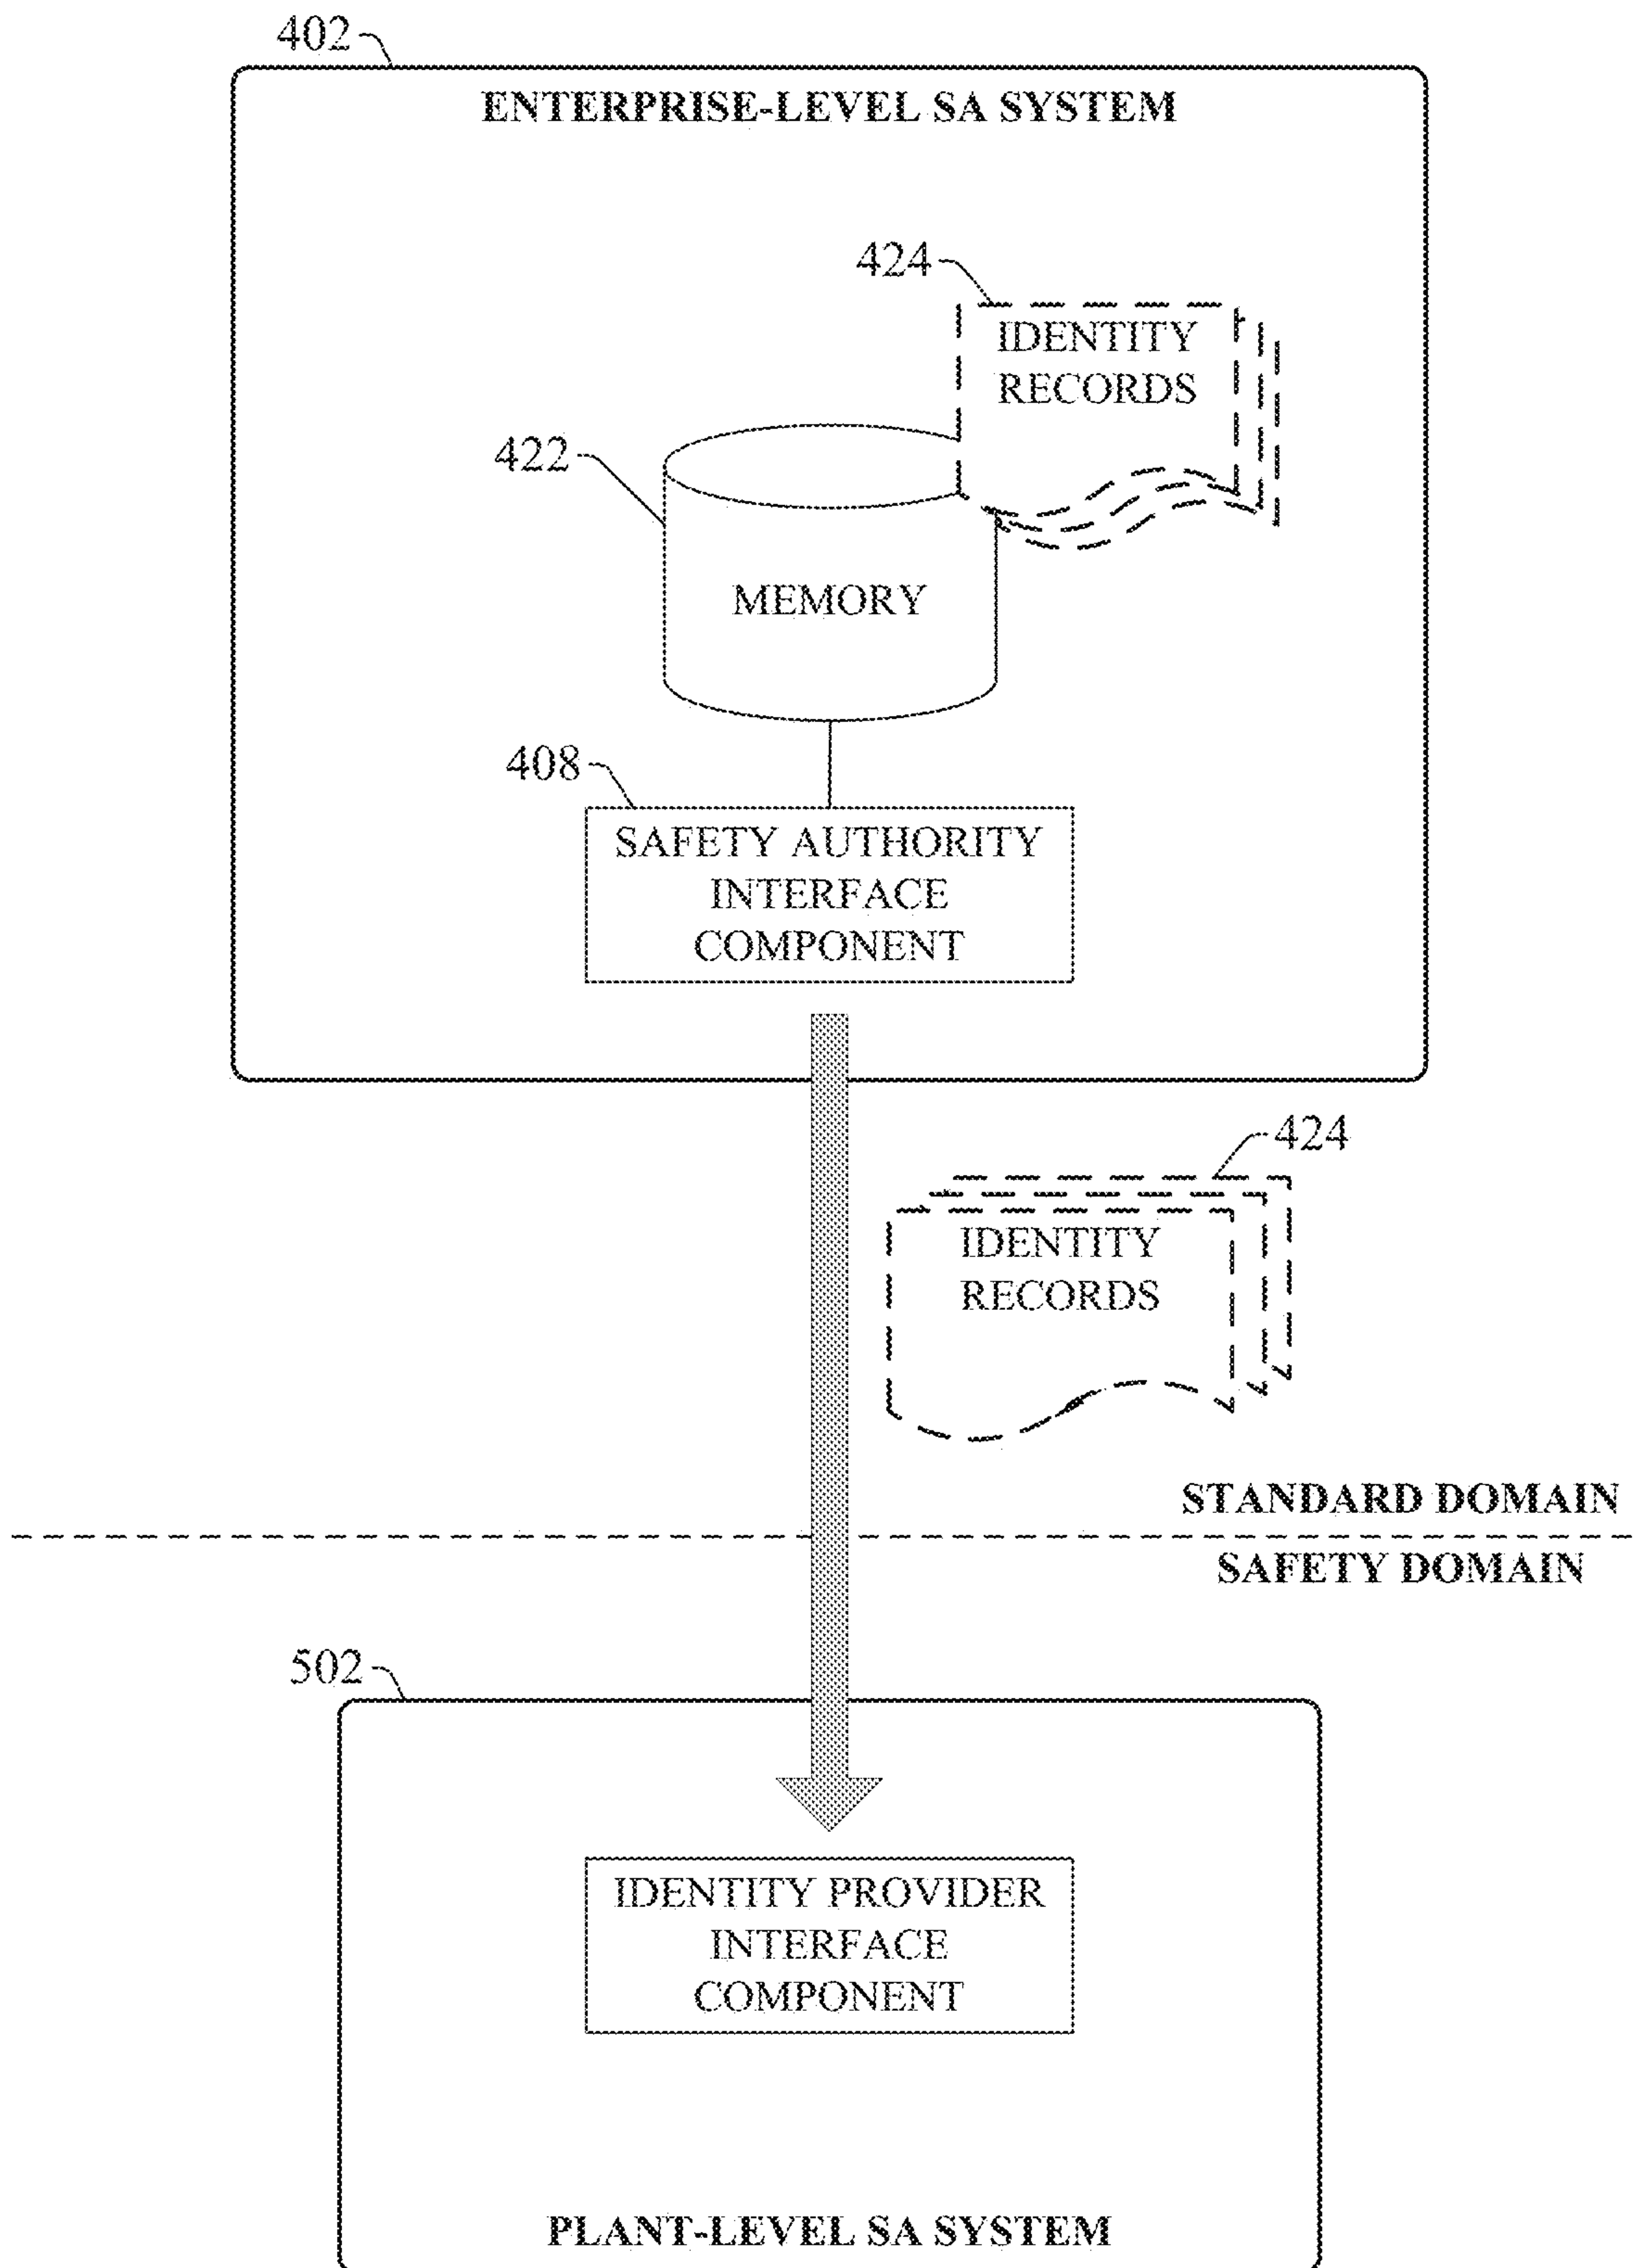 402
ENTERPRISE-LEVEL SA SYSTEM
424
IDENTITY
RECORDS
422
MEMORY
408
SAFETY AUTHORITY
INTERFACE
COMPONENT
424
IDENTITY
RECORDS
STANDARD DOMAIN
SAFETY DOMAIN
502
IDENTITY PROVIDER
INTERFACE
COMPONENT
PLANT-LEVEL SA SYSTEM